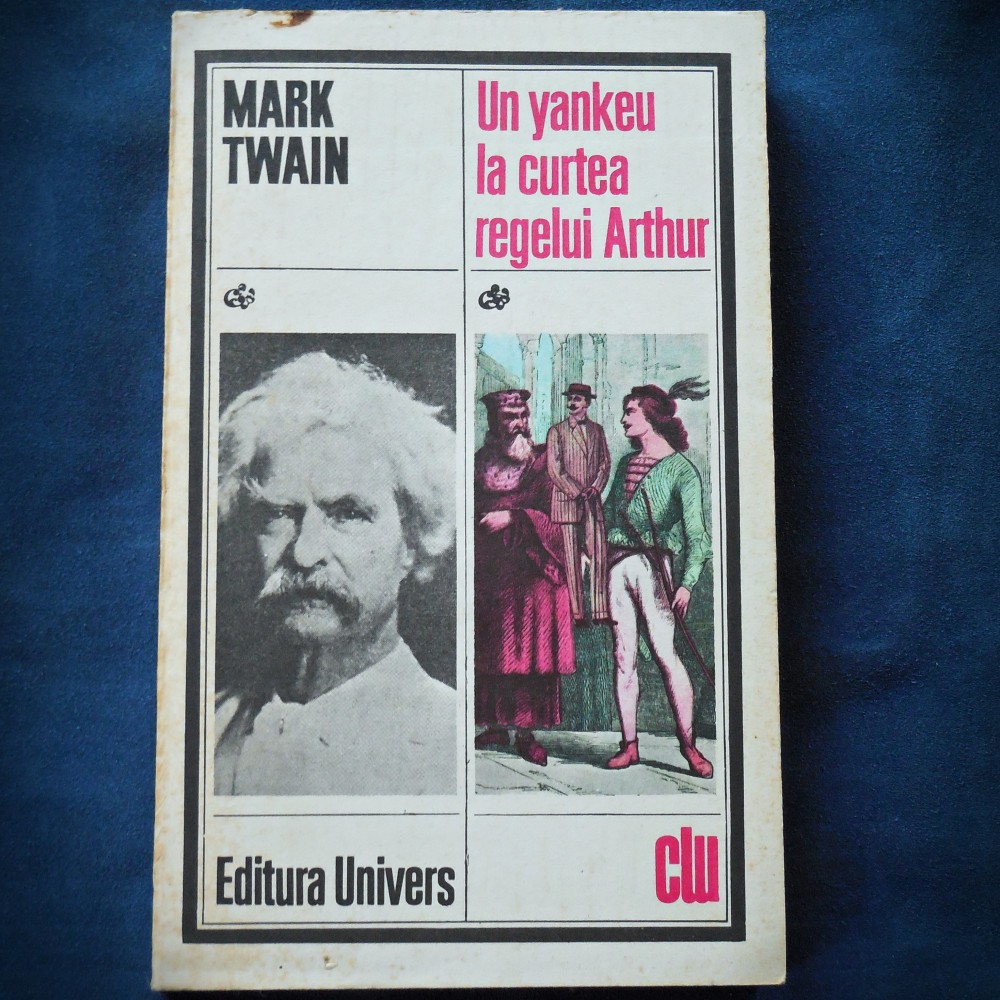 MARK
TWAIN
Un yankeu
la curtea
regelui Arthur
Editura Univers
clu